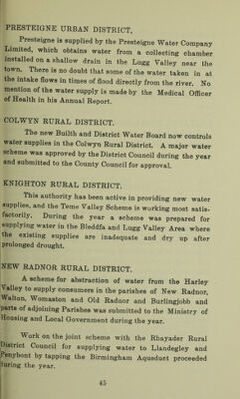 PRESTEIGNE URBAN DISTRICT.
Presteigne is supplied by the Presteigne Water Company
Limited, which obtains water from a collecting chamber
installed on a shallow drain in the Lugg Valley near the
town. There is no doubt that some of the water taken in at
the intake flows in times of flood directly from the river. No
mention of the water supply is made by the Medical Officer
of Health in his Annual Report.
COLWYN RURAL DISTRICT.
The new Builth and District Water Board now controls
water supplies in the Colwyn Rural District. A major water
scheme was approved by the District Council during the year
and submitted to the County Council for approval.
KNIGHTON RURAL DISTRICT.
This authority has been active in providing new water
supplies, and the Teme Valley Scheme is working most satis-
factorily. During the year a scheme was prepared for
supplying water in the Bleddfa and Lugg Valley Area where
the existing supplies are inadequate and dry up after
prolonged drought.
NEW RADNOR RURAL DISTRICT.
A scheme for abstraction of water from the Harley
Valley to supply consumers in the parishes of New Radnor,
Walton, Womaston and Old Radnor and Burlingjobb and
parts of adjoining Parishes was submitted to the Ministry of
Housing and Local Government during the year.
Work on the joint scheme with the Rhayader Rural
District Council for supplying water to Llandegley and
Penybont by tapping the Birmingham Aqueduct proceeded
during the year.
45